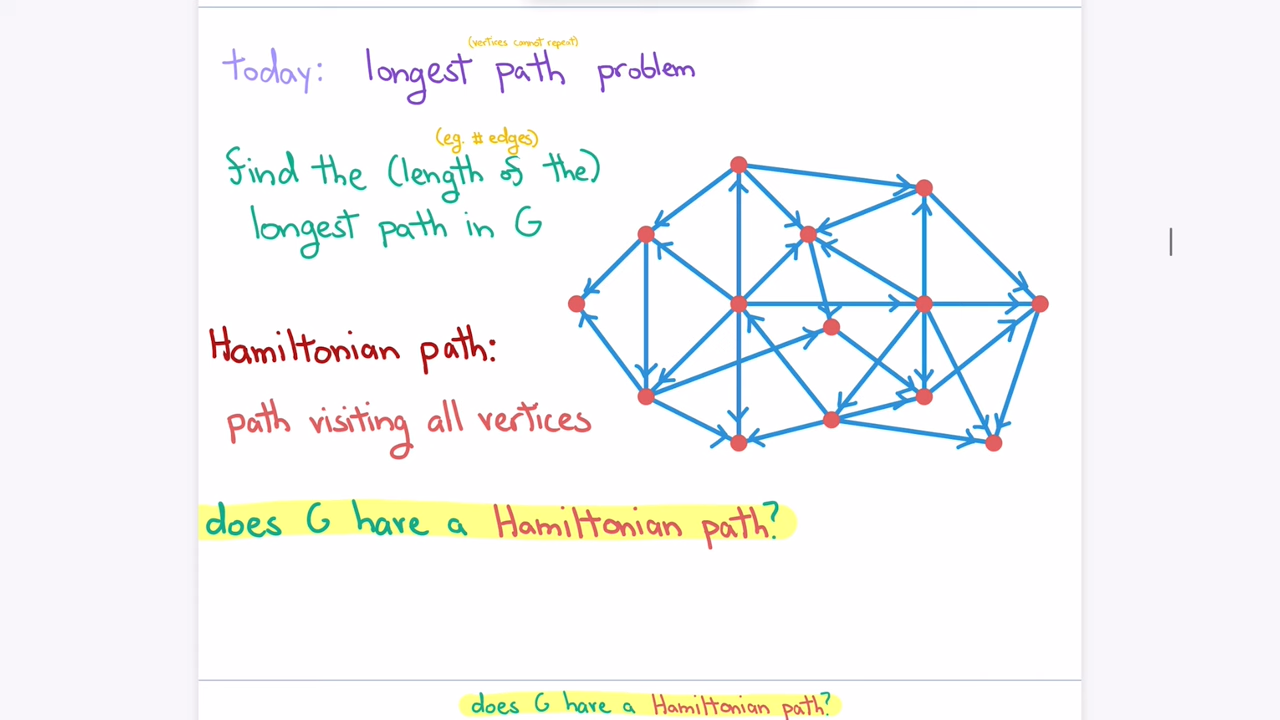 (vertices cannot repeat)
today: longest path problem
(eg. # edges)
find the (length of the)
longest path in G
Hamiltonian path:
path visiting all vertices
does G have a Hamiltonian path?
does G have a Hamiltonian path?